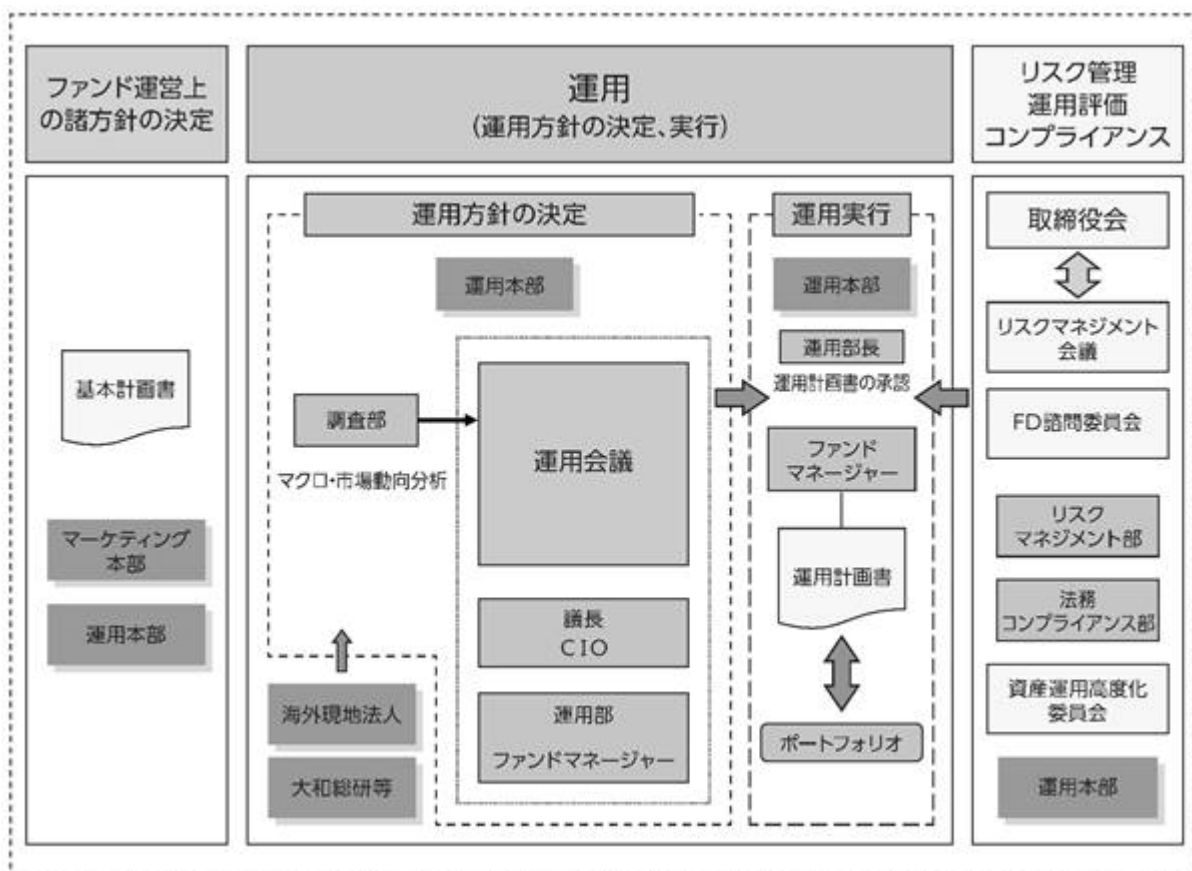 ファンド運営上
の諸方針の決定
基本計画書
マーケティング
本部
運用本部
運用
(運用方針の決定、実行)
運用方針の決定
運用本部
調査部
マクロ・市場動向分析
運用会議
議長
CIO
運用部
ファンドマネージャー
海外現地法人
大和総研等
運用実行
運用本部
運用部長
運用計画書の承認
ファンド
マネージャー
運用計画書
ポートフォリオ
リスク管理
運用評価
コンプライアンス
取締役会
リスクマネジメント
会議
FD諮問委員会
リスク
マネジメント部
法務
コンプライアンス部
資産運用高度化
委員会
運用本部